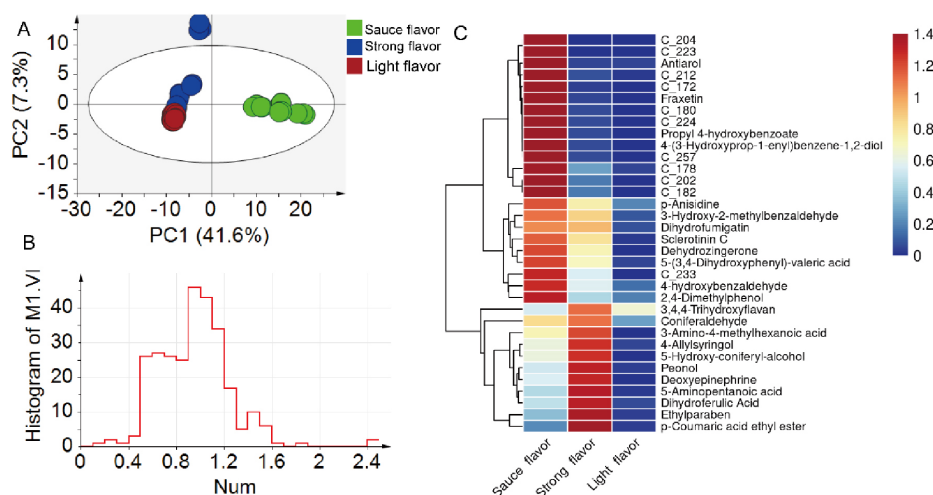 A
PC2 (7.3%)
10
5
0
-5
-10
-15
-30
-20
-10
0
10
20
PC1 (41.6%)
Sauce flavor
Strong flavor
Light flavor
B
Histogram of M1.VI
40
30
20
10
0
0
0.4
0.8
1.2
1.6
2
2.4
Num
C
C_204
C_223
Antiarol
C_212
C_172
Fraxetin
C_180
C_224
Propyl 4-hydroxybenzoate
4-(3-Hydroxyprop-1-enyl)benzene-1,2-diol
C_257
C_178
C_202
C_182
p-Anisidine
3-Hydroxy-2-methylbenzaldehyde
Dihydrofumigatin
Sclerotinin C
Dehydrozingerone
5-(3,4-Dihydroxyphenyl)-valeric acid
C_233
4-hydroxybenzaldehyde
2,4-Dimethylphenol
3,4,4-Trihydroxyflavan
Coniferaldehyde
3-Amino-4-methylhexanoic acid
4-Allylsyringol
5-Hydroxy-coniferyl-alcohol
Peonol
Deoxyepinephrine
5-Aminopentanoic acid
Dihydroferulic Acid
Ethylparaben
p-Coumaric acid ethyl ester
Sauce flavor
Strong flavor
Light flavor
1.4
1.2
1
0.8
0.6
0.4
0.2
0